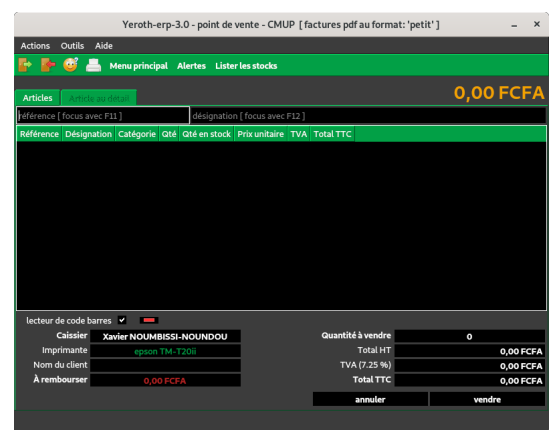 Yeroth-erp-3.0 - point de vente - CMUP [ factures pdf au format: 'petit' ]
Actions Outils Aide
Menu principal Alertes Lister les stocks
Articles Article au détail 0,00 FCFA
référence [ focus avec F11 ] désignation [ focus avec F12 ]
Référence Désignation Catégorie Qté Qté en stock Prix unitaire TVA Total TTC
lecteur de code barres
Caissier Xavier NOUMBISSI-NOUNDOU Quantité à vendre 0
Imprimante epson TM-T20ii Total HT 0,00 FCFA
Nom du client TVA (7.25 %) 0,00 FCFA
À rembourser 0,00 FCFA Total TTC 0,00 FCFA
annuler vendre